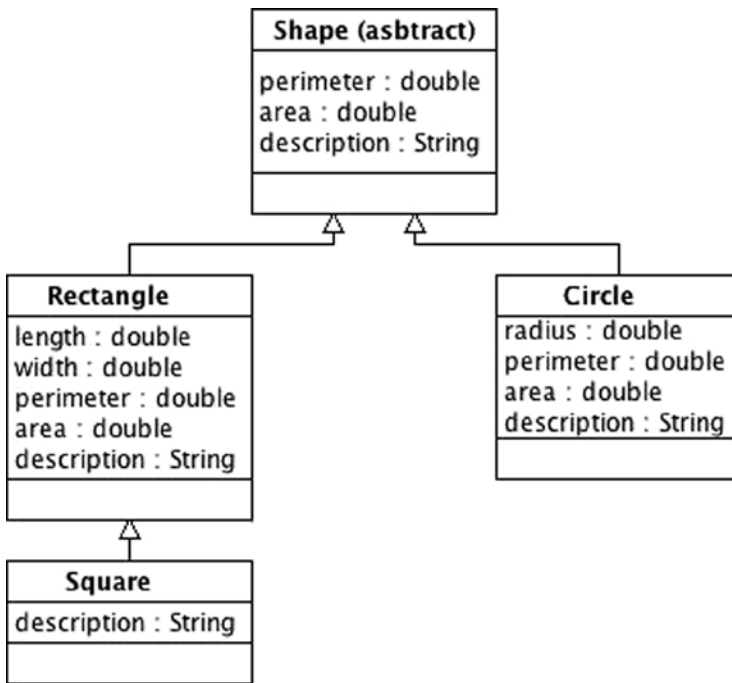 Shape (asbtract)
perimeter : double
area : double
description : String
Rectangle
length : double
width : double
perimeter : double
area : double
description : String
Circle
radius : double
perimeter : double
area : double
description : String
Square
description : String